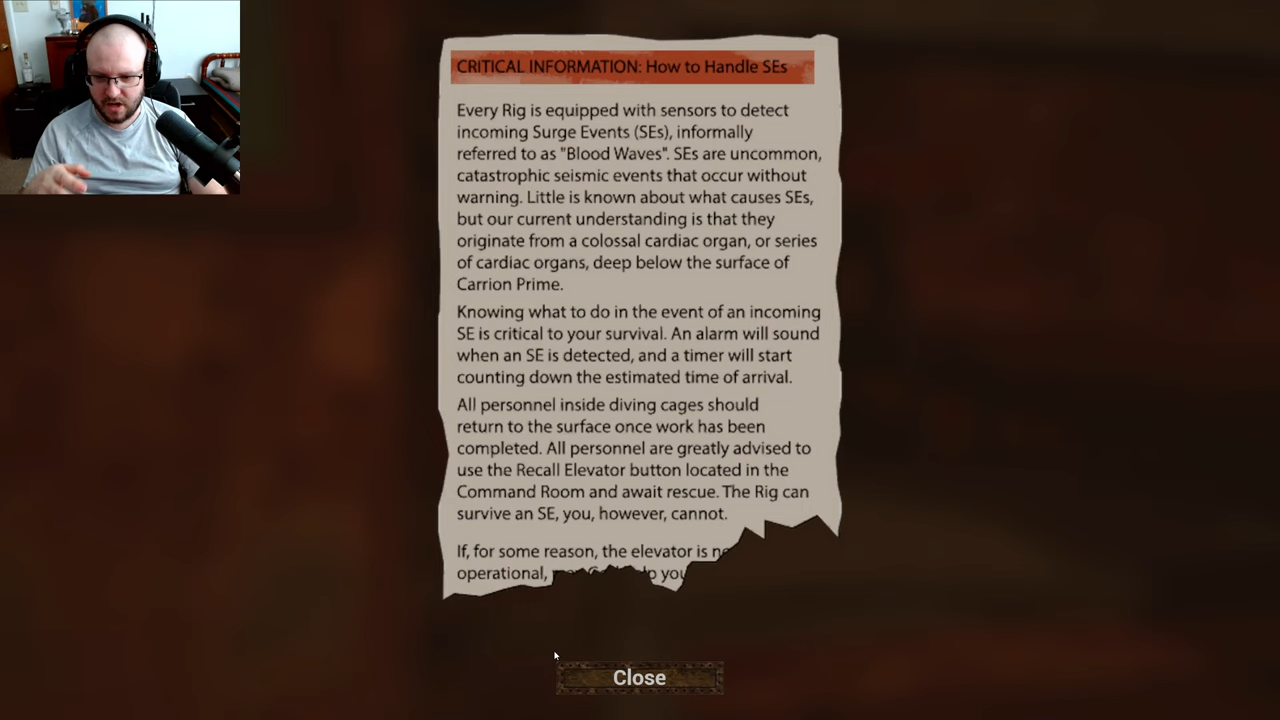 CRITICAL INFORMATION: How to Handle SEs
Every Rig is equipped with sensors to detect
incoming Surge Events (SEs), informally
referred to as "Blood Waves". SEs are uncommon,
catastrophic seismic events that occur without
warning. Little is known about what causes SEs,
but our current understanding is that they
originate from a colossal cardiac organ, or series
of cardiac organs, deep below the surface of
Carrion Prime.
Knowing what to do in the event of an incoming
SE is critical to your survival. An alarm will sound
when an SE is detected, and a timer will start
counting down the estimated time of arrival.
All personnel inside diving cages should
return to the surface once work has been
completed. All personnel are greatly advised to
use the Recall Elevator button located in the
Command Room and await rescue. The Rig can
survive an SE, you, however, cannot.
If, for some reason, the elevator is
operational, you
Close